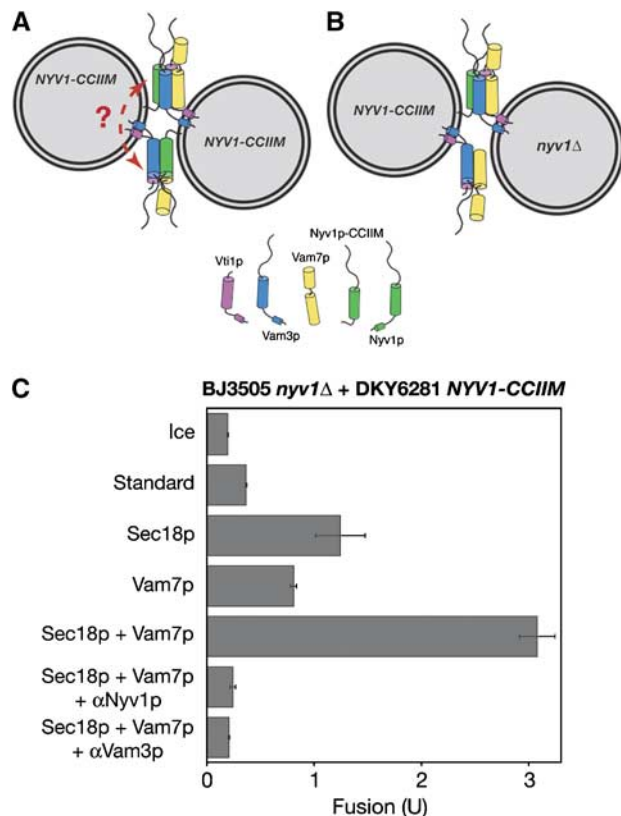 A
B
NYV1-CCIIM
?
NYV1-CCIIM
NYV1-CCIIM
nyv1Δ
Nyv1p-CCIIM
Vti1p
Vam7p
Vam3p
Nyv1p
C
BJ3505 nyv1Δ + DKY6281 NYV1-CCIIM
Ice
Standard
Sec18p
Vam7p
Sec18p + Vam7p
Sec18p + Vam7p
+ αNyv1p
Sec18p + Vam7p
+ αVam3p
0
1
2
3
Fusion (U)